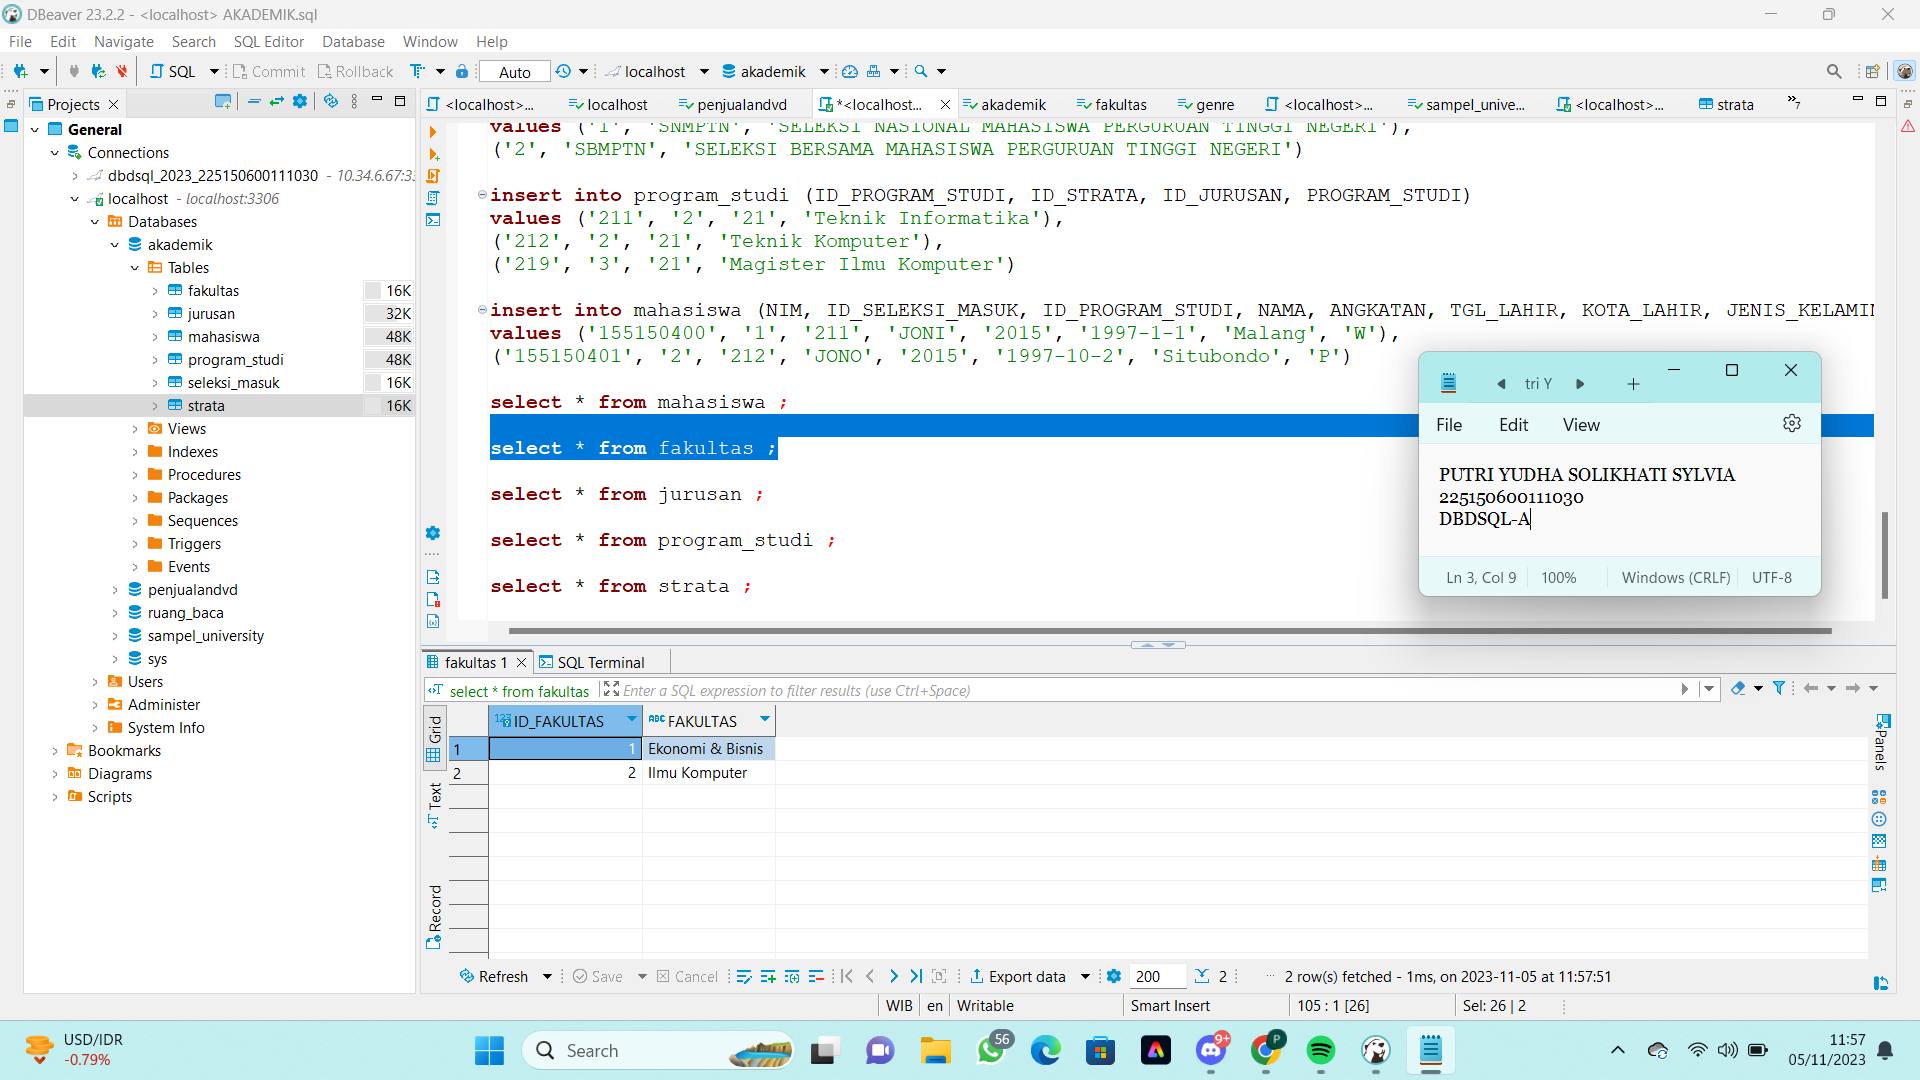 DBeaver 23.2.2 - <localhost> AKADEMIK.sql
File Edit Navigate Search SQL Editor Database Window Help
SQL Commit Rollback Auto localhost akademik
Projects
<localhost>... localhost penjualandvd *<localhost... akademik fakultas genre <localhost>... sampel_unive... <localhost>... strata »7
General
Connections
dbdsql_2023_225150600111030 - 10.34.6.67:33
localhost - localhost:3306
Databases
akademik
Tables
fakultas 16K
jurusan 32K
mahasiswa 48K
program_studi 48K
seleksi_masuk 16K
strata 16K
Views
Indexes
Procedures
Packages
Sequences
Triggers
Events
penjualandvd
ruang_baca
sampel_university
sys
Users
Administer
System Info
Bookmarks
Diagrams
Scripts
values ('1', 'SNMPTN', 'SELEKSI NASIONAL MAHASISWA PERGURUAN TINGGI NEGERI'),
('2', 'SBMPTN', 'SELEKSI BERSAMA MAHASISWA PERGURUAN TINGGI NEGERI')
insert into program_studi (ID_PROGRAM_STUDI, ID_STRATA, ID_JURUSAN, PROGRAM_STUDI)
values ('211', '2', '21', 'Teknik Informatika'),
('212', '2', '21', 'Teknik Komputer'),
('219', '3', '21', 'Magister Ilmu Komputer')
insert into mahasiswa (NIM, ID_SELEKSI_MASUK, ID_PROGRAM_STUDI, NAMA, ANGKATAN, TGL_LAHIR, KOTA_LAHIR, JENIS_KELAMIN
values ('155150400', '1', '211', 'JONI', '2015', '1997-1-1', 'Malang', 'W'),
('155150401', '2', '212', 'JONO', '2015', '1997-10-2', 'Situbondo', 'P')
select * from mahasiswa ;
select * from fakultas ;
select * from jurusan ;
select * from program_studi ;
select * from strata ;
tri Y
File Edit View
PUTRI YUDHA SOLIKHATI SYLVIA
225150600111030
DBDSQL-A
Ln 3, Col 9 100% Windows (CRLF) UTF-8
fakultas 1 SQL Terminal
select * from fakultas Enter a SQL expression to filter results (use Ctrl+Space)
Grid
Text
Record
Panels
123 ID_FAKULTAS ABC FAKULTAS
1 1 Ekonomi & Bisnis
2 2 Ilmu Komputer
Refresh Save Cancel Export data 200 2 2 row(s) fetched - 1ms, on 2023-11-05 at 11:57:51
WIB en Writable Smart Insert 105 : 1 [26] Sel: 26 | 2
USD/IDR
-0.79%
Search
56
9+
P
11:57
05/11/2023